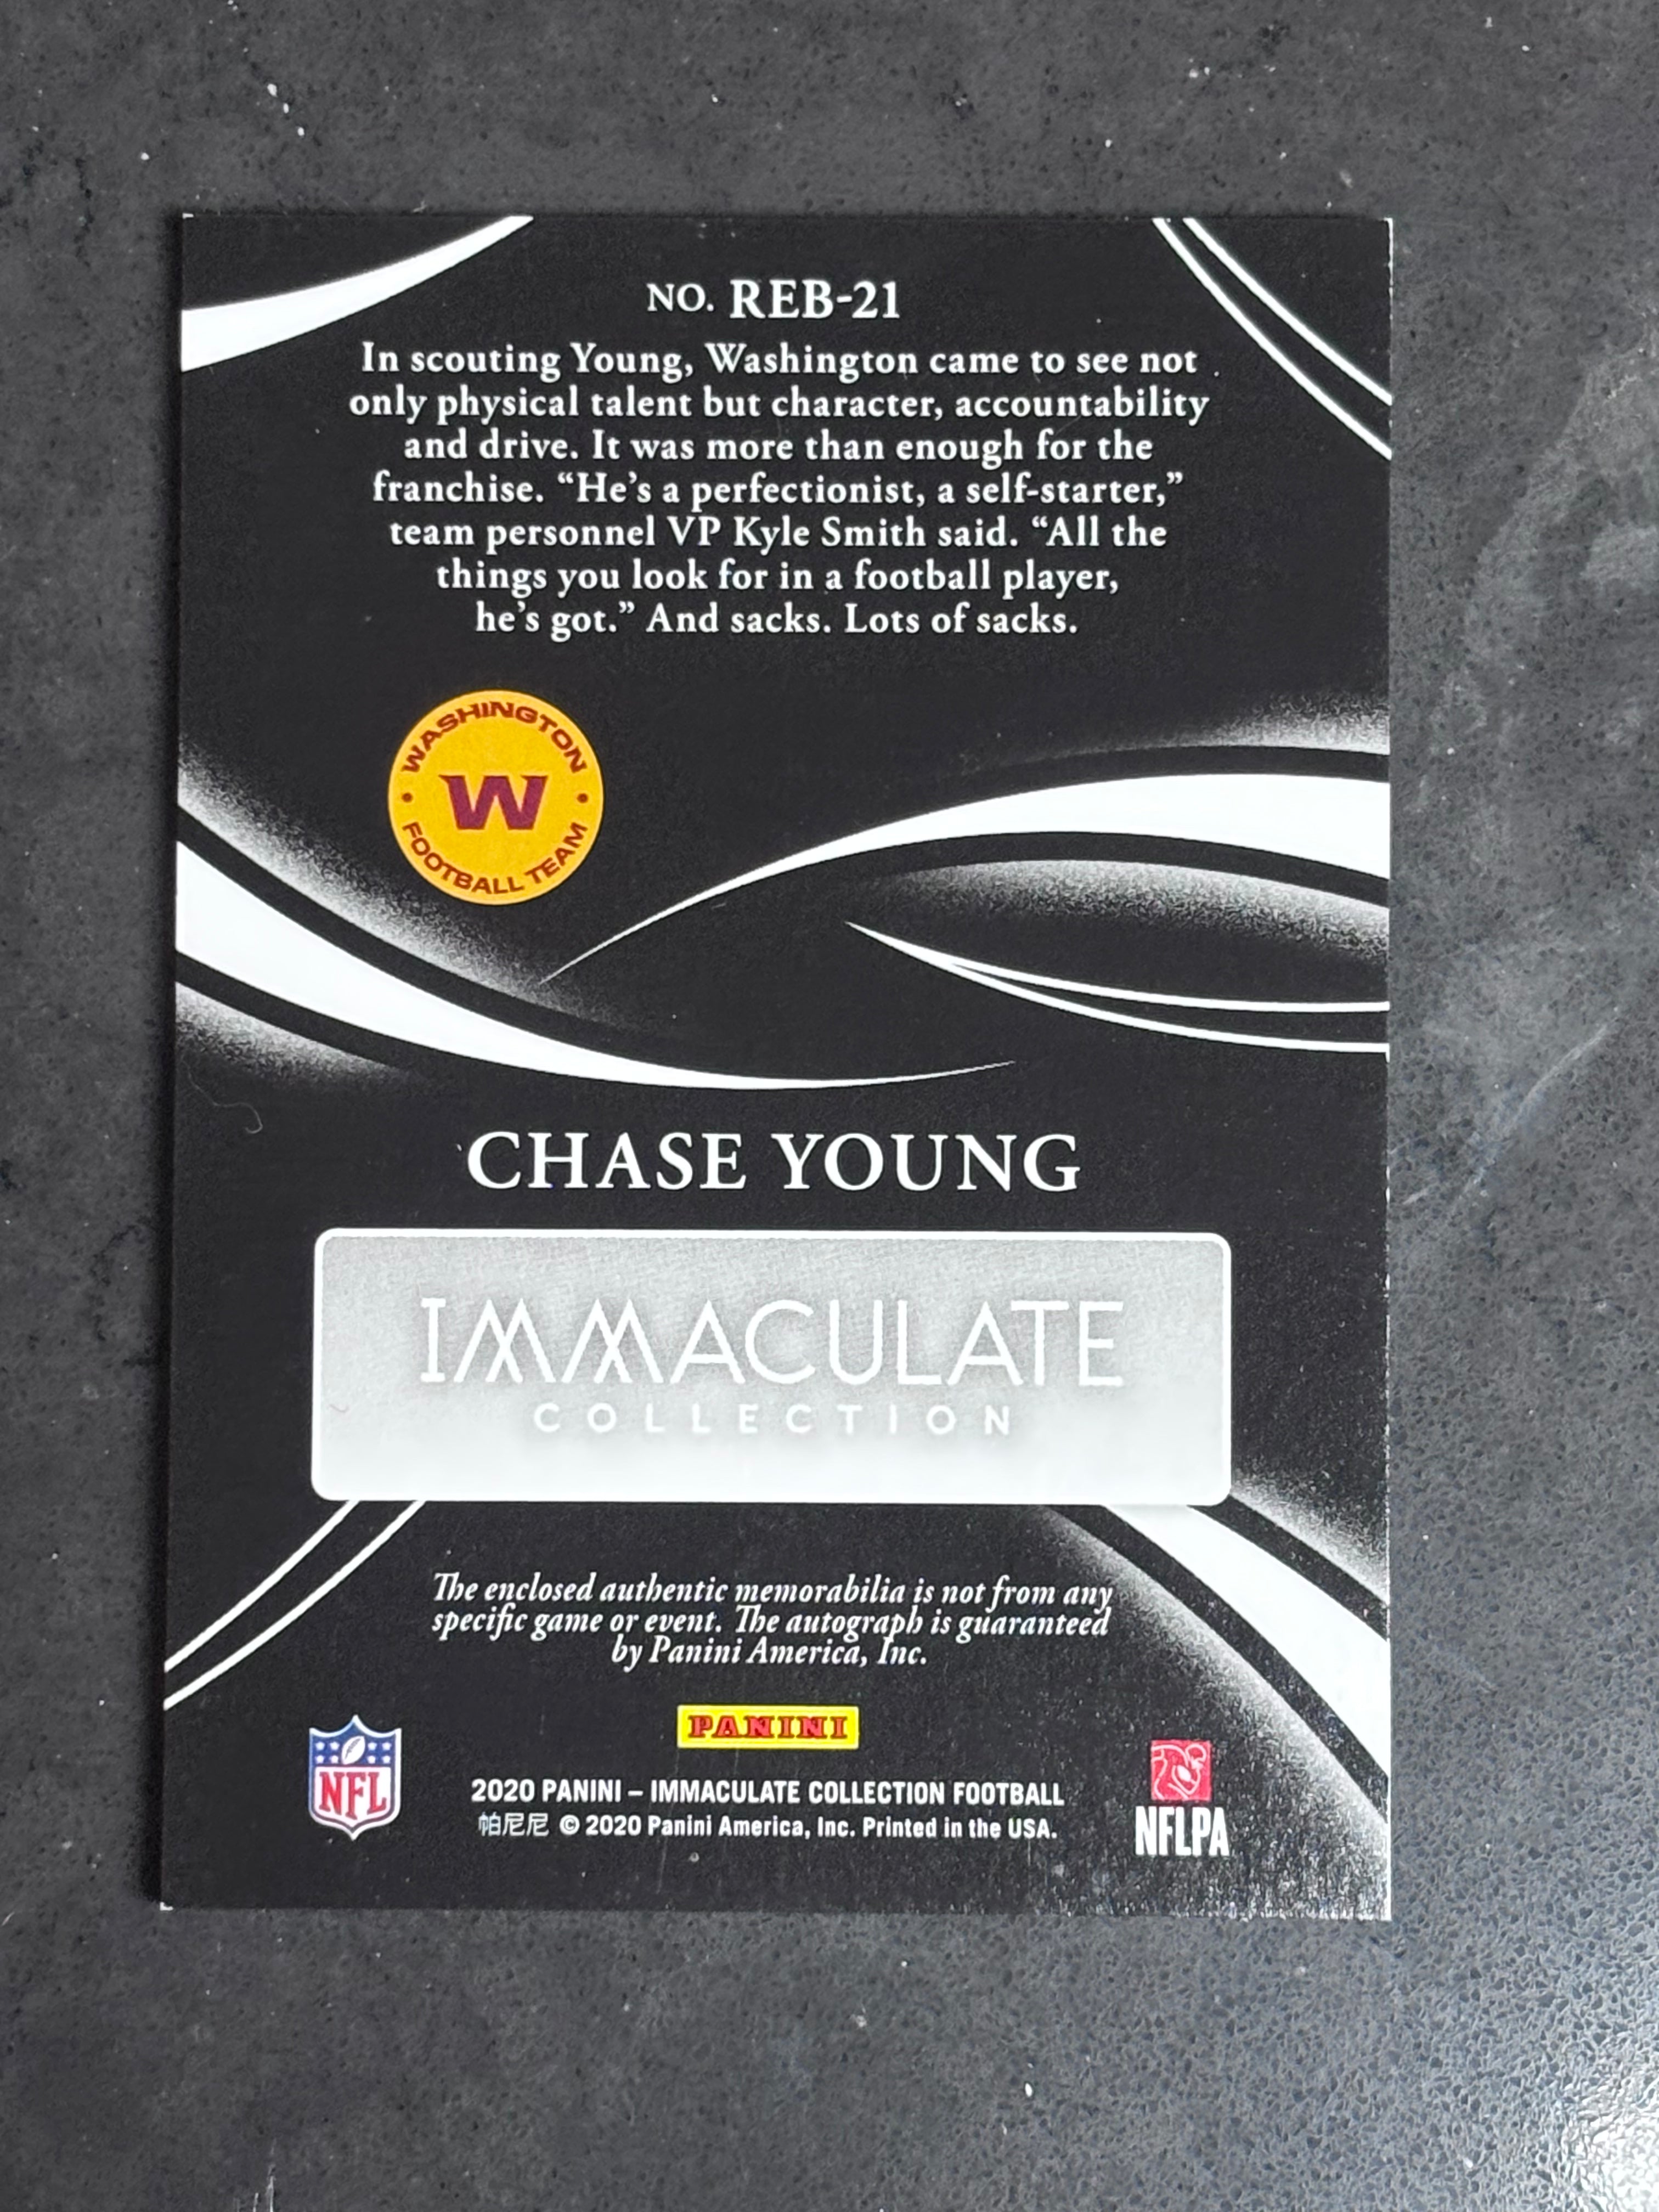 NO. REB-21
In scouting Young, Washington came to see not
only physical talent but character, accountability
and drive. It was more than enough for the
franchise. “He’s a perfectionist, a self-starter,”
team personnel VP Kyle Smith said. “All the
things you look for in a football player,
he’s got.” And sacks. Lots of sacks.
WASHINGTON
W
FOOTBALL TEAM
CHASE YOUNG
IMMACULATE
COLLECTION
The enclosed authentic memorabilia is not from any
specific game or event. The autograph is guaranteed
by Panini America, Inc.
PANINI
NFL
2020 PANINI – IMMACULATE COLLECTION FOOTBALL
帕尼尼 © 2020 Panini America, Inc. Printed in the USA.
NFLPA